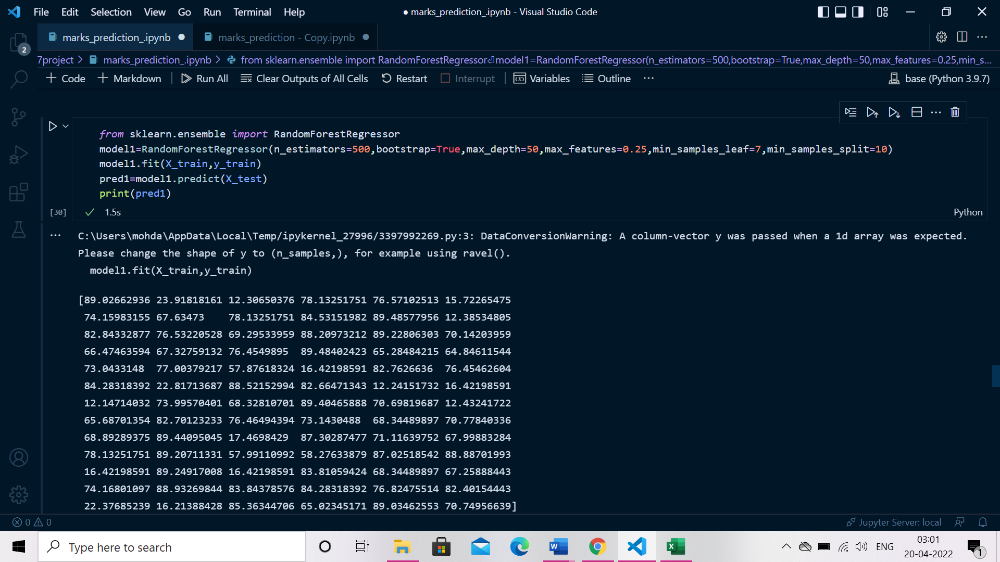 File Edit Selection View Go Run Terminal Help ● marks_prediction_.ipynb - Visual Studio Code
marks_prediction_.ipynb ● marks_prediction - Copy.ipynb ●
2
7project > marks_prediction_.ipynb > from sklearn.ensemble import RandomForestRegressor⏎model1=RandomForestRegressor(n_estimators=500,bootstrap=True,max_depth=50,max_features=0.25,min_s...
+ Code + Markdown Run All Clear Outputs of All Cells Restart Interrupt Variables Outline ... base (Python 3.9.7)
from sklearn.ensemble import RandomForestRegressor
model1=RandomForestRegressor(n_estimators=500,bootstrap=True,max_depth=50,max_features=0.25,min_samples_leaf=7,min_samples_split=10)
model1.fit(X_train,y_train)
pred1=model1.predict(X_test)
print(pred1)
[30] ✓ 1.5s Python
... C:\Users\mohda\AppData\Local\Temp/ipykernel_27996/3397992269.py:3: DataConversionWarning: A column-vector y was passed when a 1d array was expected.
Please change the shape of y to (n_samples,), for example using ravel().
model1.fit(X_train,y_train)
[89.02662936 23.91818161 12.30650376 78.13251751 76.57102513 15.72265475
74.15983155 67.63473 78.13251751 84.53151982 89.48577956 12.38534805
82.84332877 76.53220528 69.29533959 88.20973212 89.22806303 70.14203959
66.47463594 67.32759132 76.4549895 89.48402423 65.28484215 64.84611544
73.0433148 77.00379217 57.87618324 16.42198591 82.7626636 76.45462604
84.28318392 22.81713687 88.52152994 82.66471343 12.24151732 16.42198591
12.14714032 73.99570401 68.32810701 89.40465888 70.69819687 12.43241722
65.68701354 82.70123233 76.46494394 73.1430488 68.34489897 70.77840336
68.89289375 89.44095045 17.4698429 87.30287477 71.11639752 67.99883284
78.13251751 89.20711331 57.99110992 58.27633879 87.02518542 88.88701993
16.42198591 89.24917008 16.42198591 83.81059424 68.34489897 67.25888443
74.16801097 88.93269844 83.84378576 84.28318392 76.82475514 82.40154443
22.37685239 16.21388428 85.36344706 65.02345171 89.03462553 70.74956639]
0 0 Jupyter Server: local
Type here to search ENG 03:01
20-04-2022 1